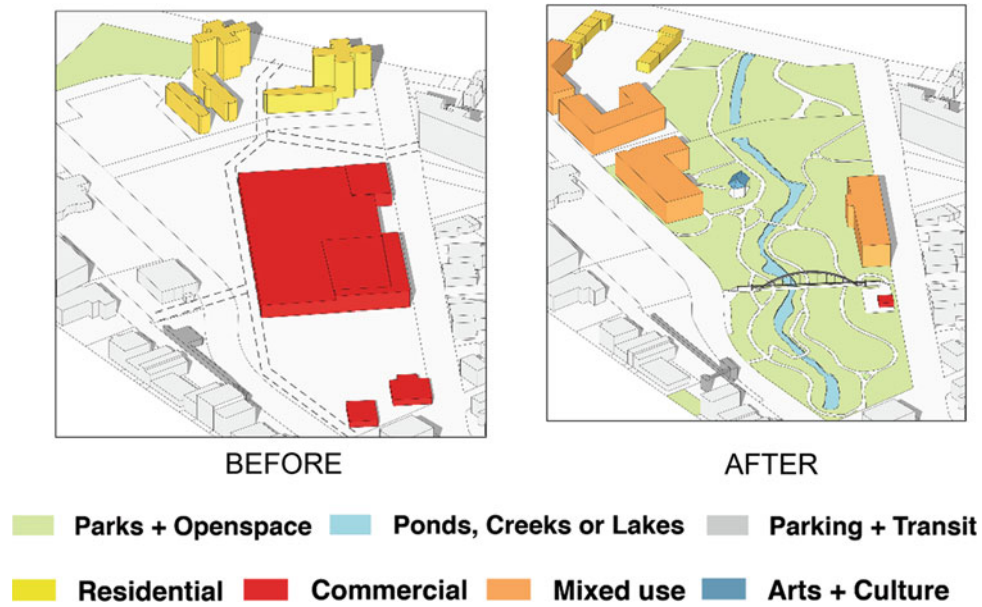 BEFORE AFTER
Parks + Openspace Ponds, Creeks or Lakes Parking + Transit
Residential Commercial Mixed use Arts + Culture